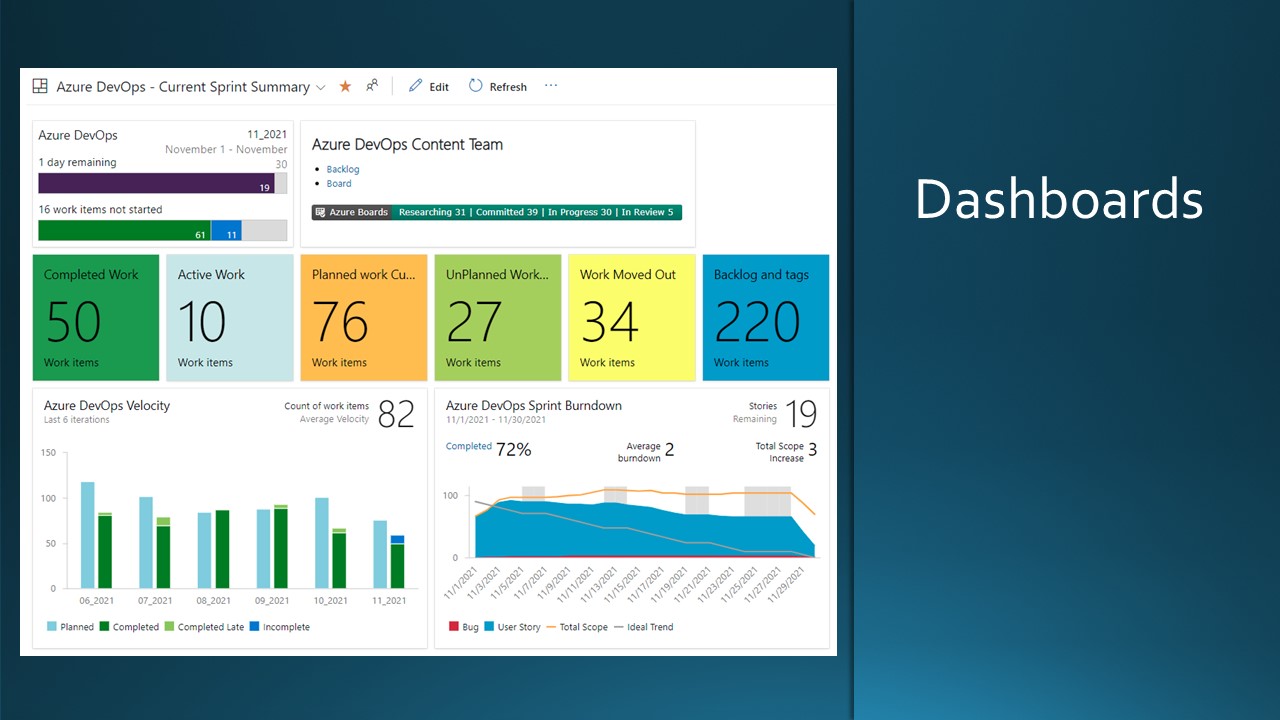 Azure DevOps - Current Sprint Summary
Edit
Refresh
Dashboards
Azure DevOps
11_2021
November 1 - November
30
1 day remaining
19
16 work items not started
61
11
Azure DevOps Content Team
Backlog
Board
Azure Boards Researching 31 | Committed 39 | In Progress 30 | In Review 5
Completed Work
50
Work items
Active Work
10
Work items
Planned work Cu...
76
Work items
UnPlanned Work...
27
Work items
Work Moved Out
34
Work items
Backlog and tags
220
Work items
Azure DevOps Velocity
Last 6 iterations
Count of work items
Average Velocity
82
150
100
50
0
06_2021
07_2021
08_2021
09_2021
10_2021
11_2021
Planned
Completed
Completed Late
Incomplete
Azure DevOps Sprint Burndown
11/1/2021 - 11/30/2021
Stories
Remaining
19
Completed 72%
Average
burndown
2
Total Scope
Increase
3
100
0
11/1/2021
11/3/2021
11/5/2021
11/7/2021
11/9/2021
11/11/2021
11/13/2021
11/15/2021
11/17/2021
11/19/2021
11/21/2021
11/23/2021
11/25/2021
11/27/2021
11/29/2021
Bug
User Story
Total Scope
Ideal Trend